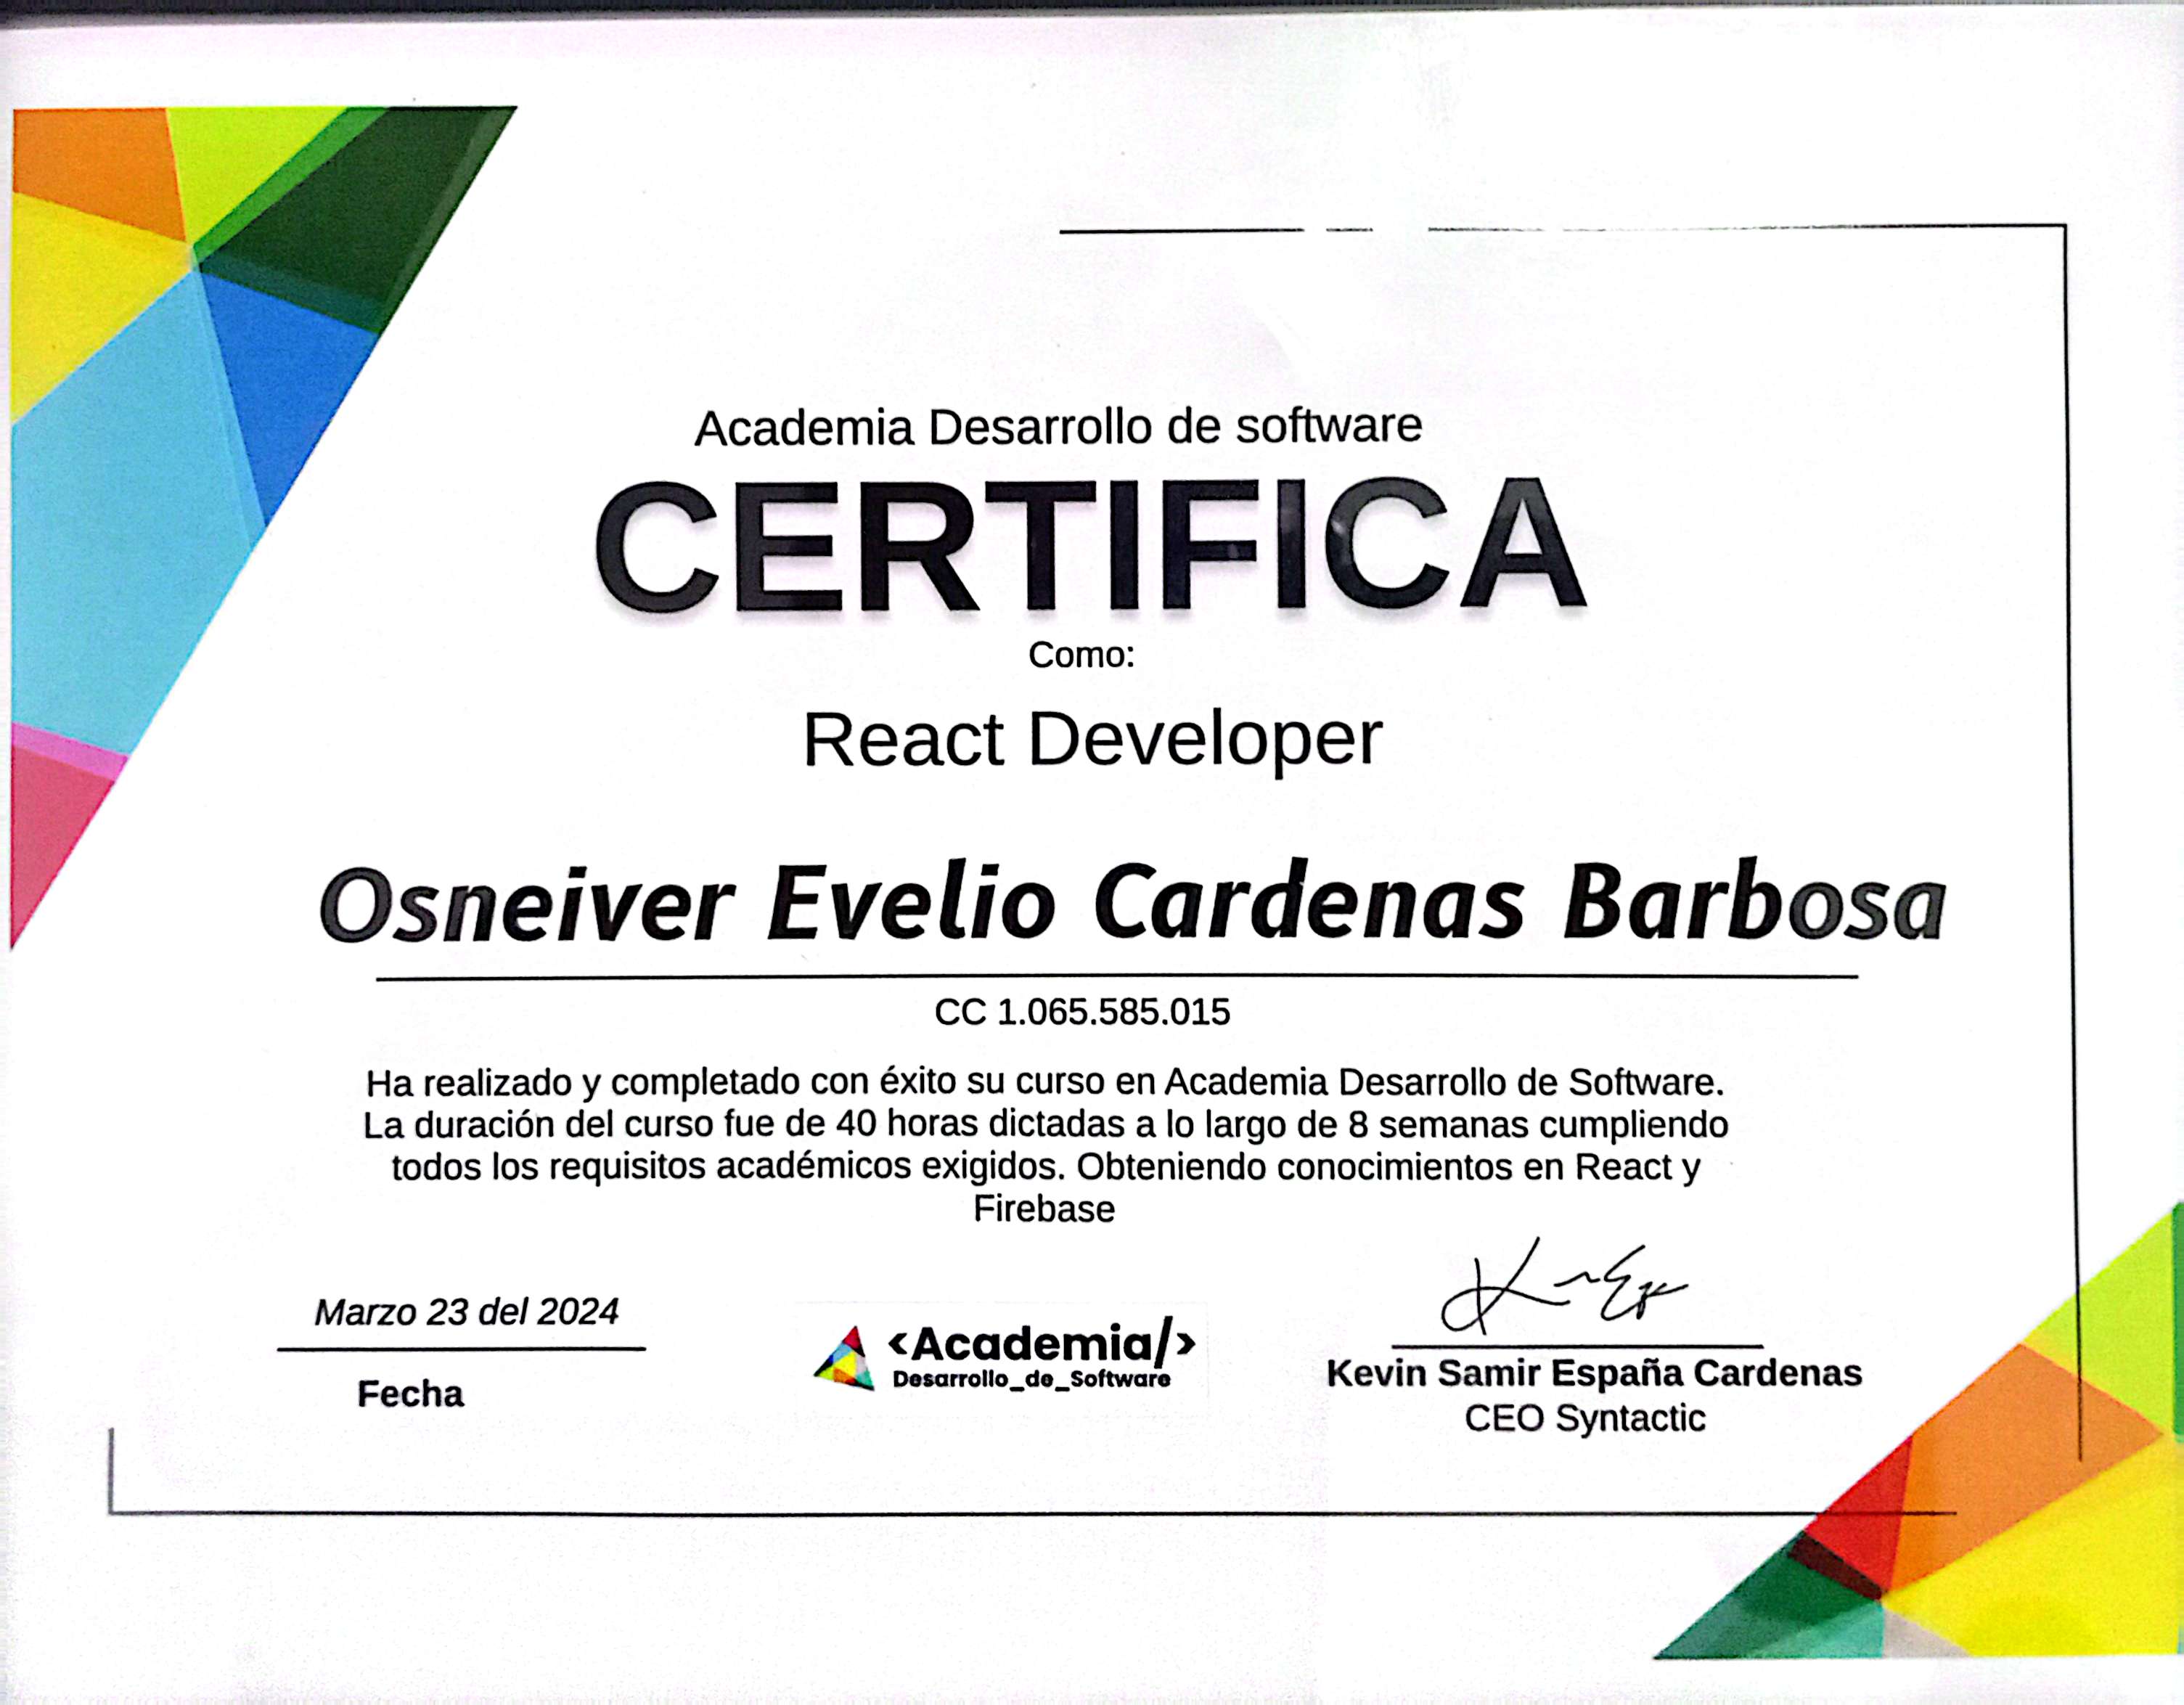 Academia Desarrollo de software
CERTIFICA
Como:
React Developer
Osneiver Evelio Cardenas Barbosa
CC 1.065.585.015
Ha realizado y completado con éxito su curso en Academia Desarrollo de Software.
La duración del curso fue de 40 horas dictadas a lo largo de 8 semanas cumpliendo
todos los requisitos académicos exigidos. Obteniendo conocimientos en React y
Firebase
Marzo 23 del 2024
Fecha
<Academia/>
Desarrollo_de_Software
Kevin Samir España Cardenas
CEO Syntactic